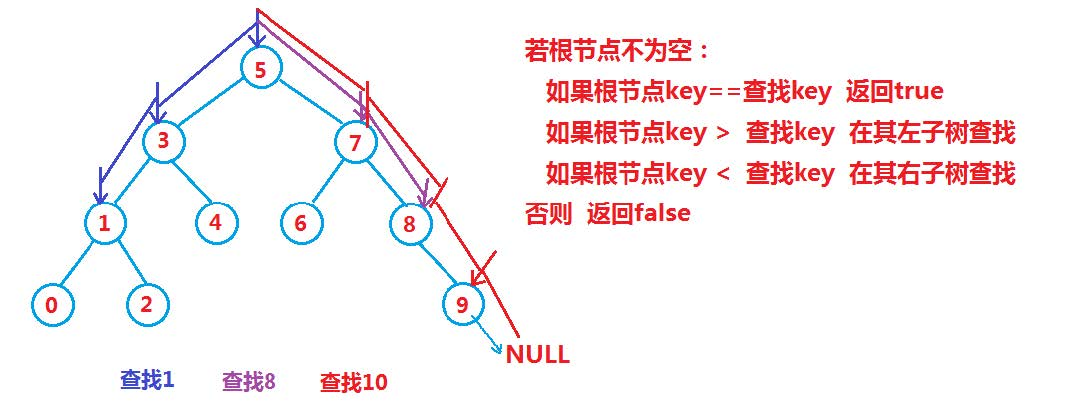 5
若根节点不为空：
如果根节点key==查找key 返回true
3
7
如果根节点key > 查找key 在其左子树查找
如果根节点key < 查找key 在其右子树查找
1
4
6
8
否则 返回false
0
2
9
NULL
查找1
查找8
查找10